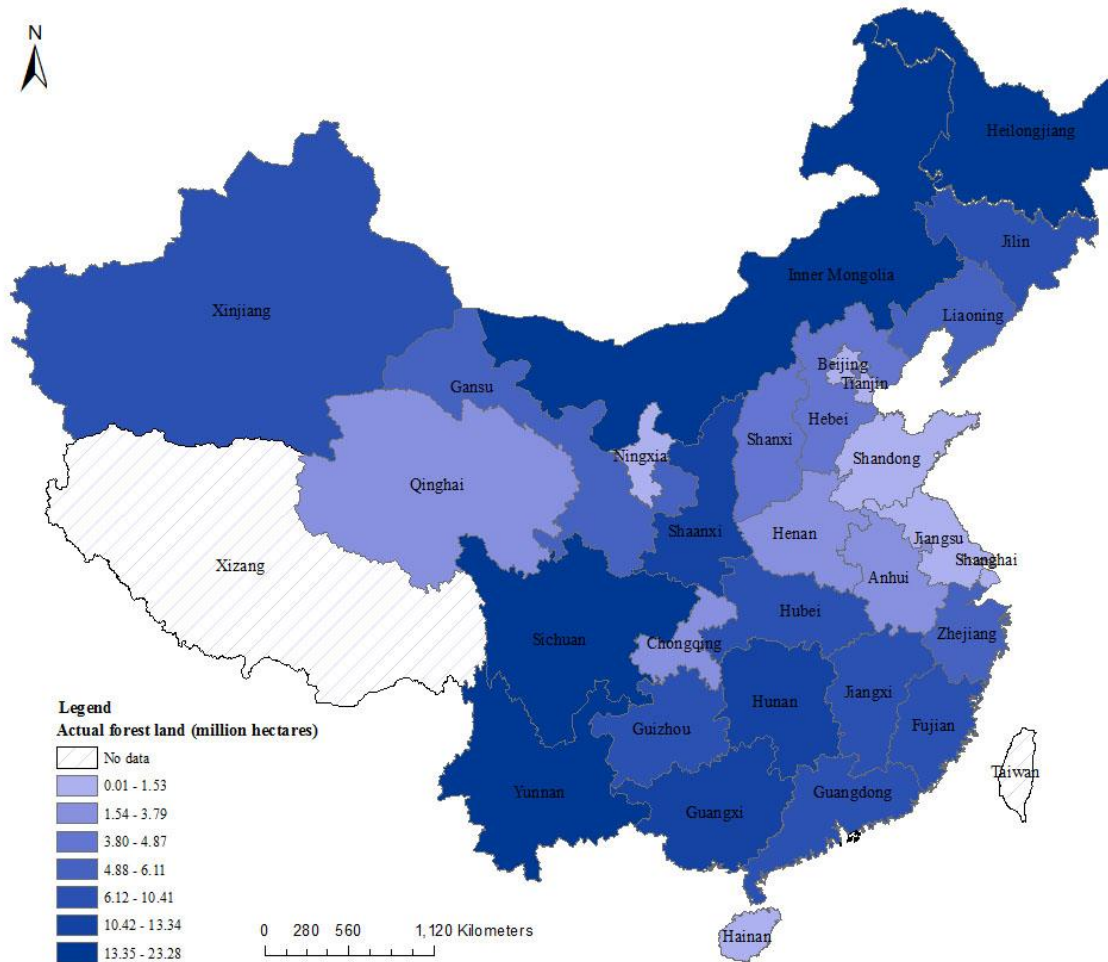 N
Heilongjiang
Jilin
Inner Mongolia
Xinjiang
Liaoning
Beijing
Tianjin
Gansu
Hebei
Shanxi
Shandong
Ningxia
Qinghai
Shaanxi
Henan
Jiangsu
Shanghai
Xizang
Anhui
Hubei
Zhejiang
Sichuan
Chongqing
Jiangxi
Hunan
Guizhou
Fujian
Taiwan
Yunnan
Guangdong
Guangxi
Hainan
Legend
Actual forest land (million hectares)
No data
0.01 - 1.53
1.54 - 3.79
3.80 - 4.87
4.88 - 6.11
6.12 - 10.41
10.42 - 13.34
13.35 - 23.28
0 280 560 1,120 Kilometers